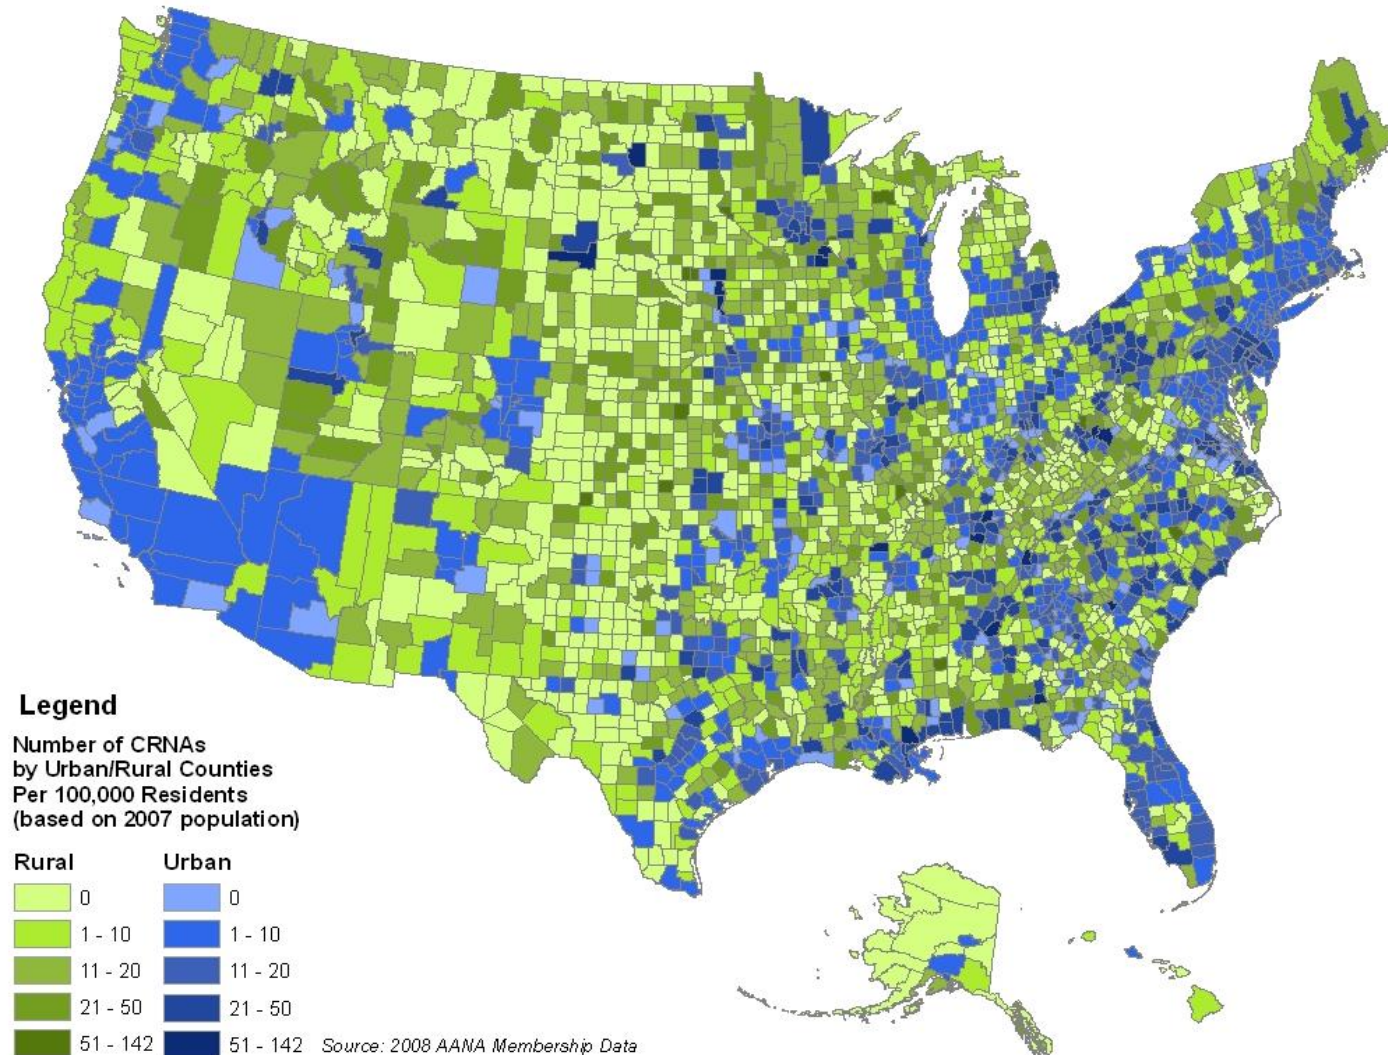 Legend
Number of CRNAs
by Urban/Rural Counties
Per 100,000 Residents
(based on 2007 population)
Rural Urban
0 0
1 - 10 1 - 10
11 - 20 11 - 20
21 - 50 21 - 50
51 - 142 51 - 142 Source: 2008 AANA Membership Data